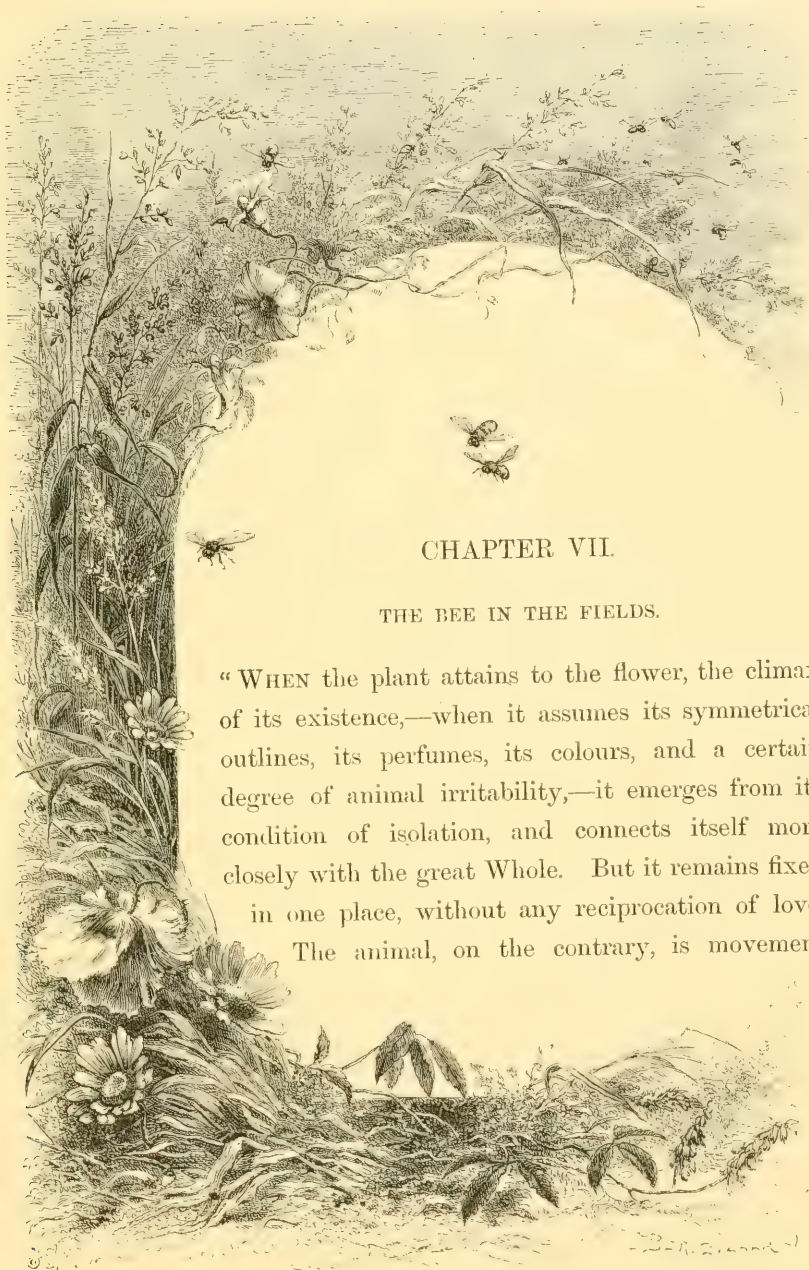 CHAPTER VII.
THE BEE IN THE FIELDS.
“WHEN the plant attains to the flower, the clima
of its existence,—when it assumes its symmetrica
outlines, its perfumes, its colours, and a certai
degree of animal irritability,—it emerges from it
condition of isolation, and connects itself mor
closely with the great Whole. But it remains fixe
in one place, without any reciprocation of lov
The animal, on the contrary, is movemen